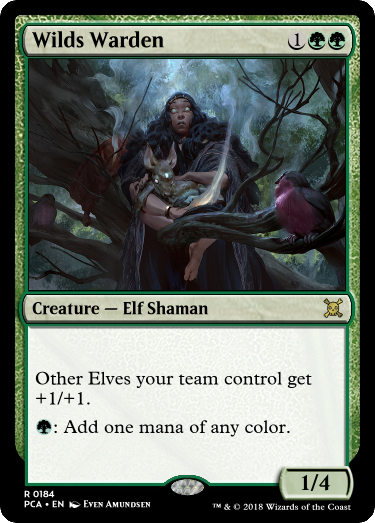 Wilds Warden 1
Creature — Elf Shaman
Other Elves your team control get
+1/+1.
: Add one mana of any color.
1/4
R 0184
PCA • EN Even Amundsen
™ & © 2018 Wizards of the Coast